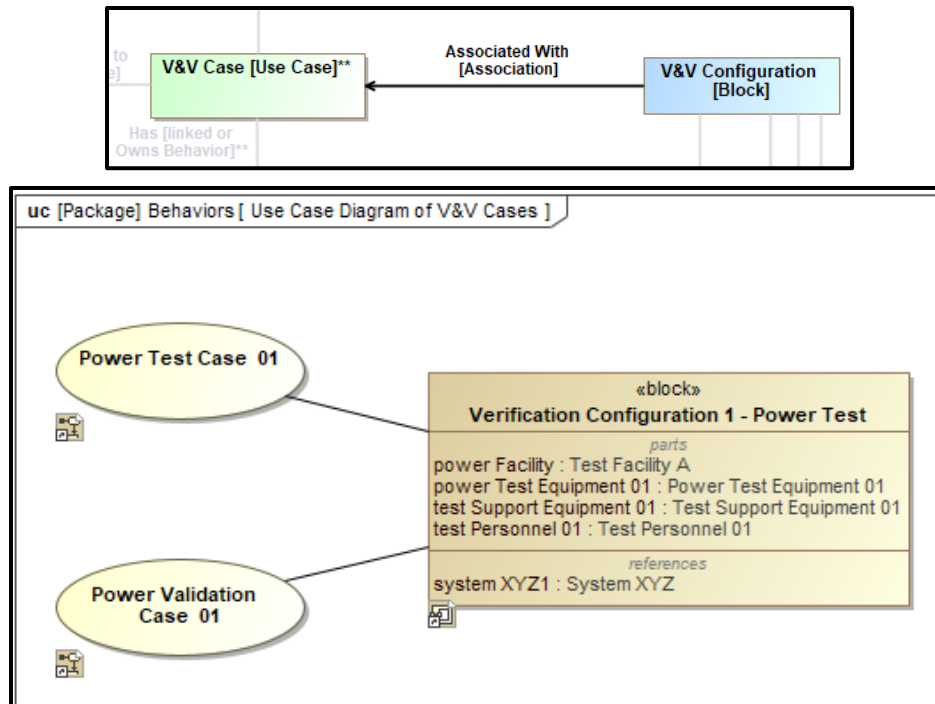 to
e]
V&V Case [Use Case]**
Associated With
[Association]
V&V Configuration
[Block]
Has [linked or
Owns Behavior]**
uc [Package] Behaviors [ Use Case Diagram of V&V Cases ]
Power Test Case 01
«block»
Verification Configuration 1 - Power Test
parts
power Facility : Test Facility A
power Test Equipment 01 : Power Test Equipment 01
test Support Equipment 01 : Test Support Equipment 01
test Personnel 01 : Test Personnel 01
references
system XYZ1 : System XYZ
Power Validation
Case 01